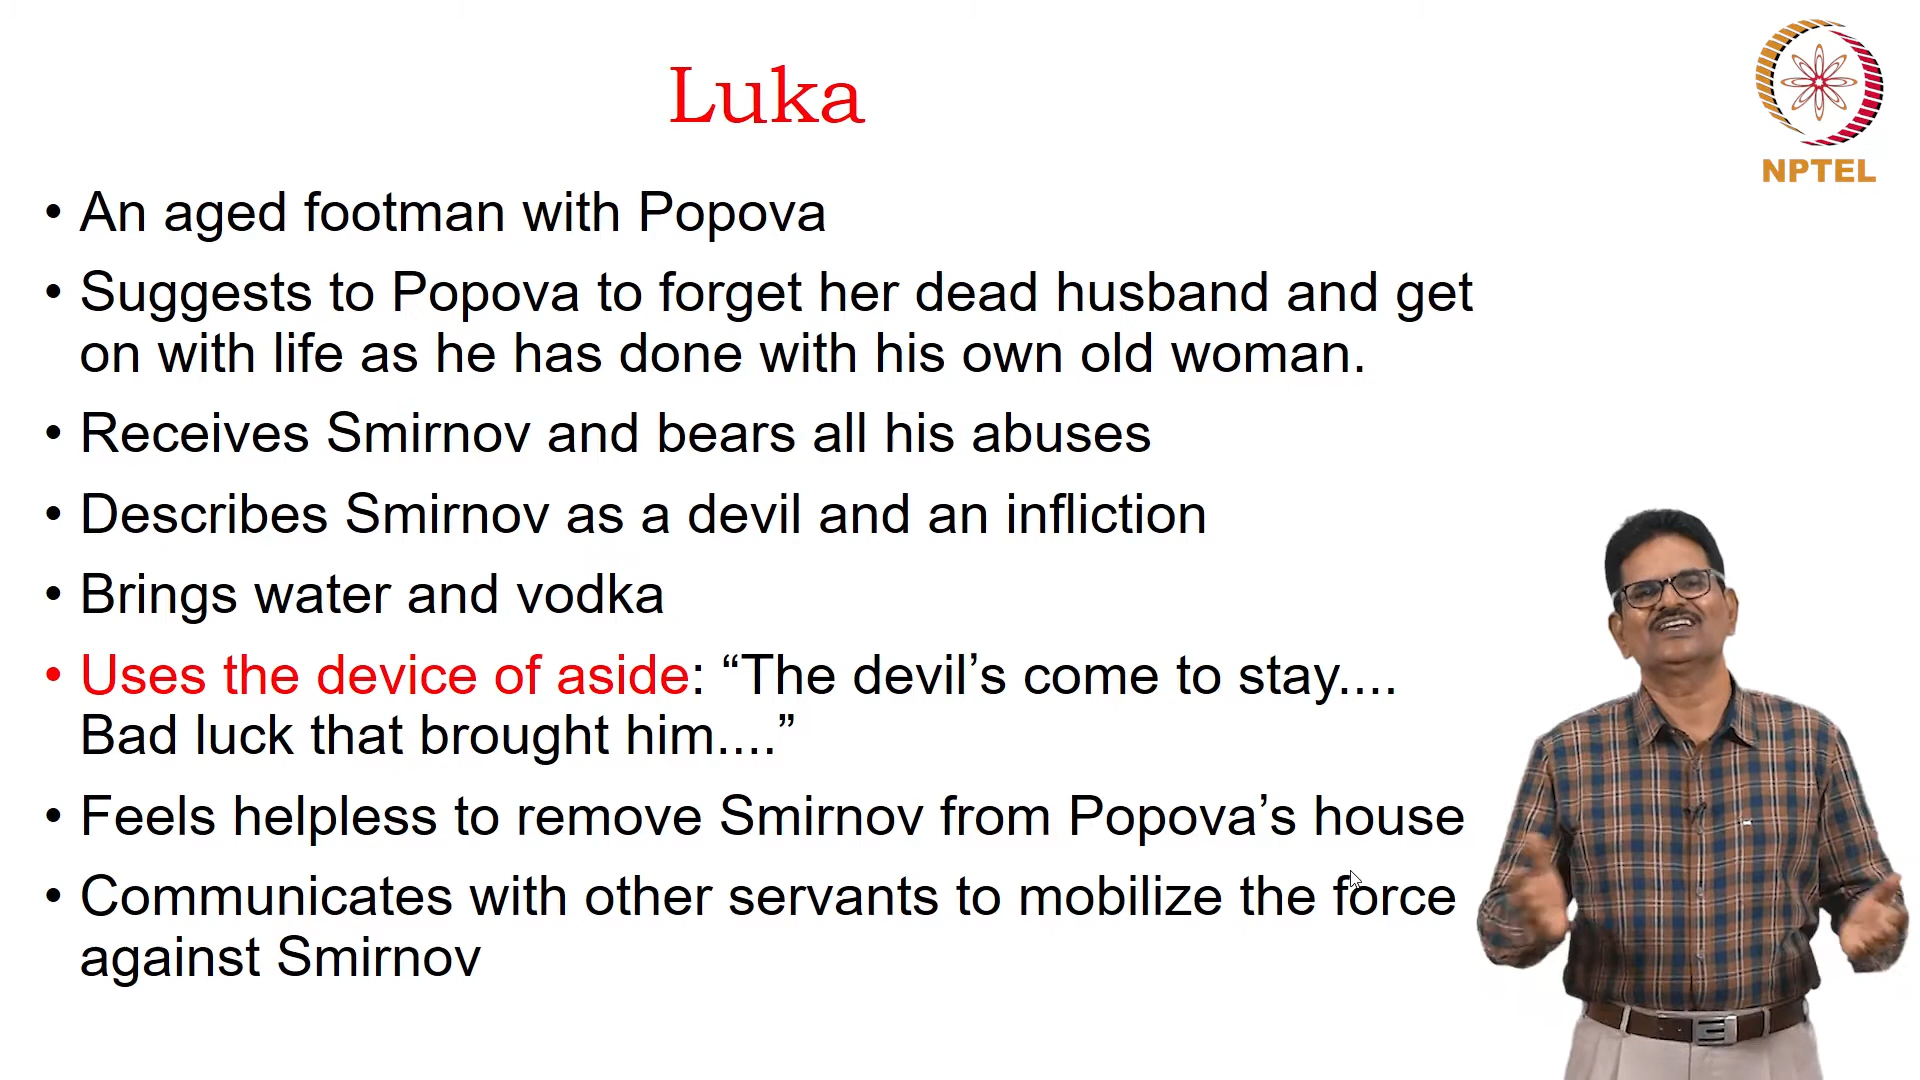 Luka
NPTEL
• An aged footman with Popova
• Suggests to Popova to forget her dead husband and get
on with life as he has done with his own old woman.
• Receives Smirnov and bears all his abuses
• Describes Smirnov as a devil and an infliction
• Brings water and vodka
• Uses the device of aside: “The devil’s come to stay....
Bad luck that brought him....”
• Feels helpless to remove Smirnov from Popova’s house
• Communicates with other servants to mobilize the force
against Smirnov